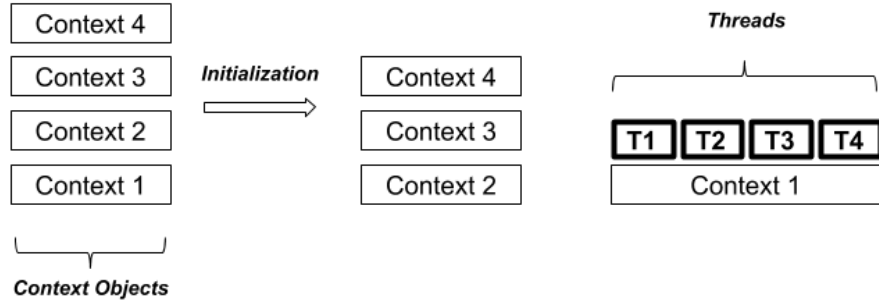 Context 4
Context 3
Context 2
Context 1
Context Objects
Initialization
Context 4
Context 3
Context 2
Threads
T1 T2 T3 T4
Context 1